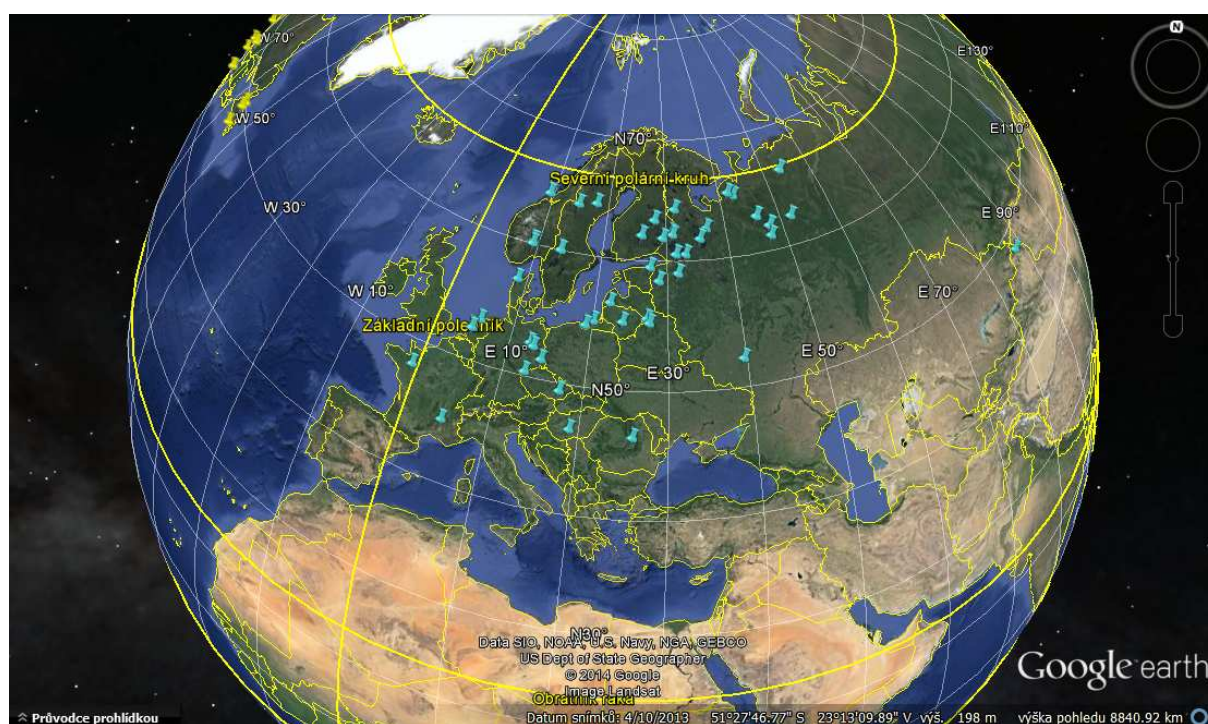 W 70°
N
E130°
W 50°
E110°
N70°
Severní polární kruh
W 30°
E 90°
W 10°
E 70°
Základní poledník
E 10°
E 50°
E 30°
N50°
N30°
Data SIO, NOAA, U.S. Navy, NGA, GEBCO
US Dept of State Geographer
© 2014 Google
Image Landsat
Google earth
Obratník raka
Průvodce prohlídkou
Datum snímků: 4/10/2013 51°27'46.77" S 23°13'09.89" V výš. 198 m výška pohledu 8840.92 km